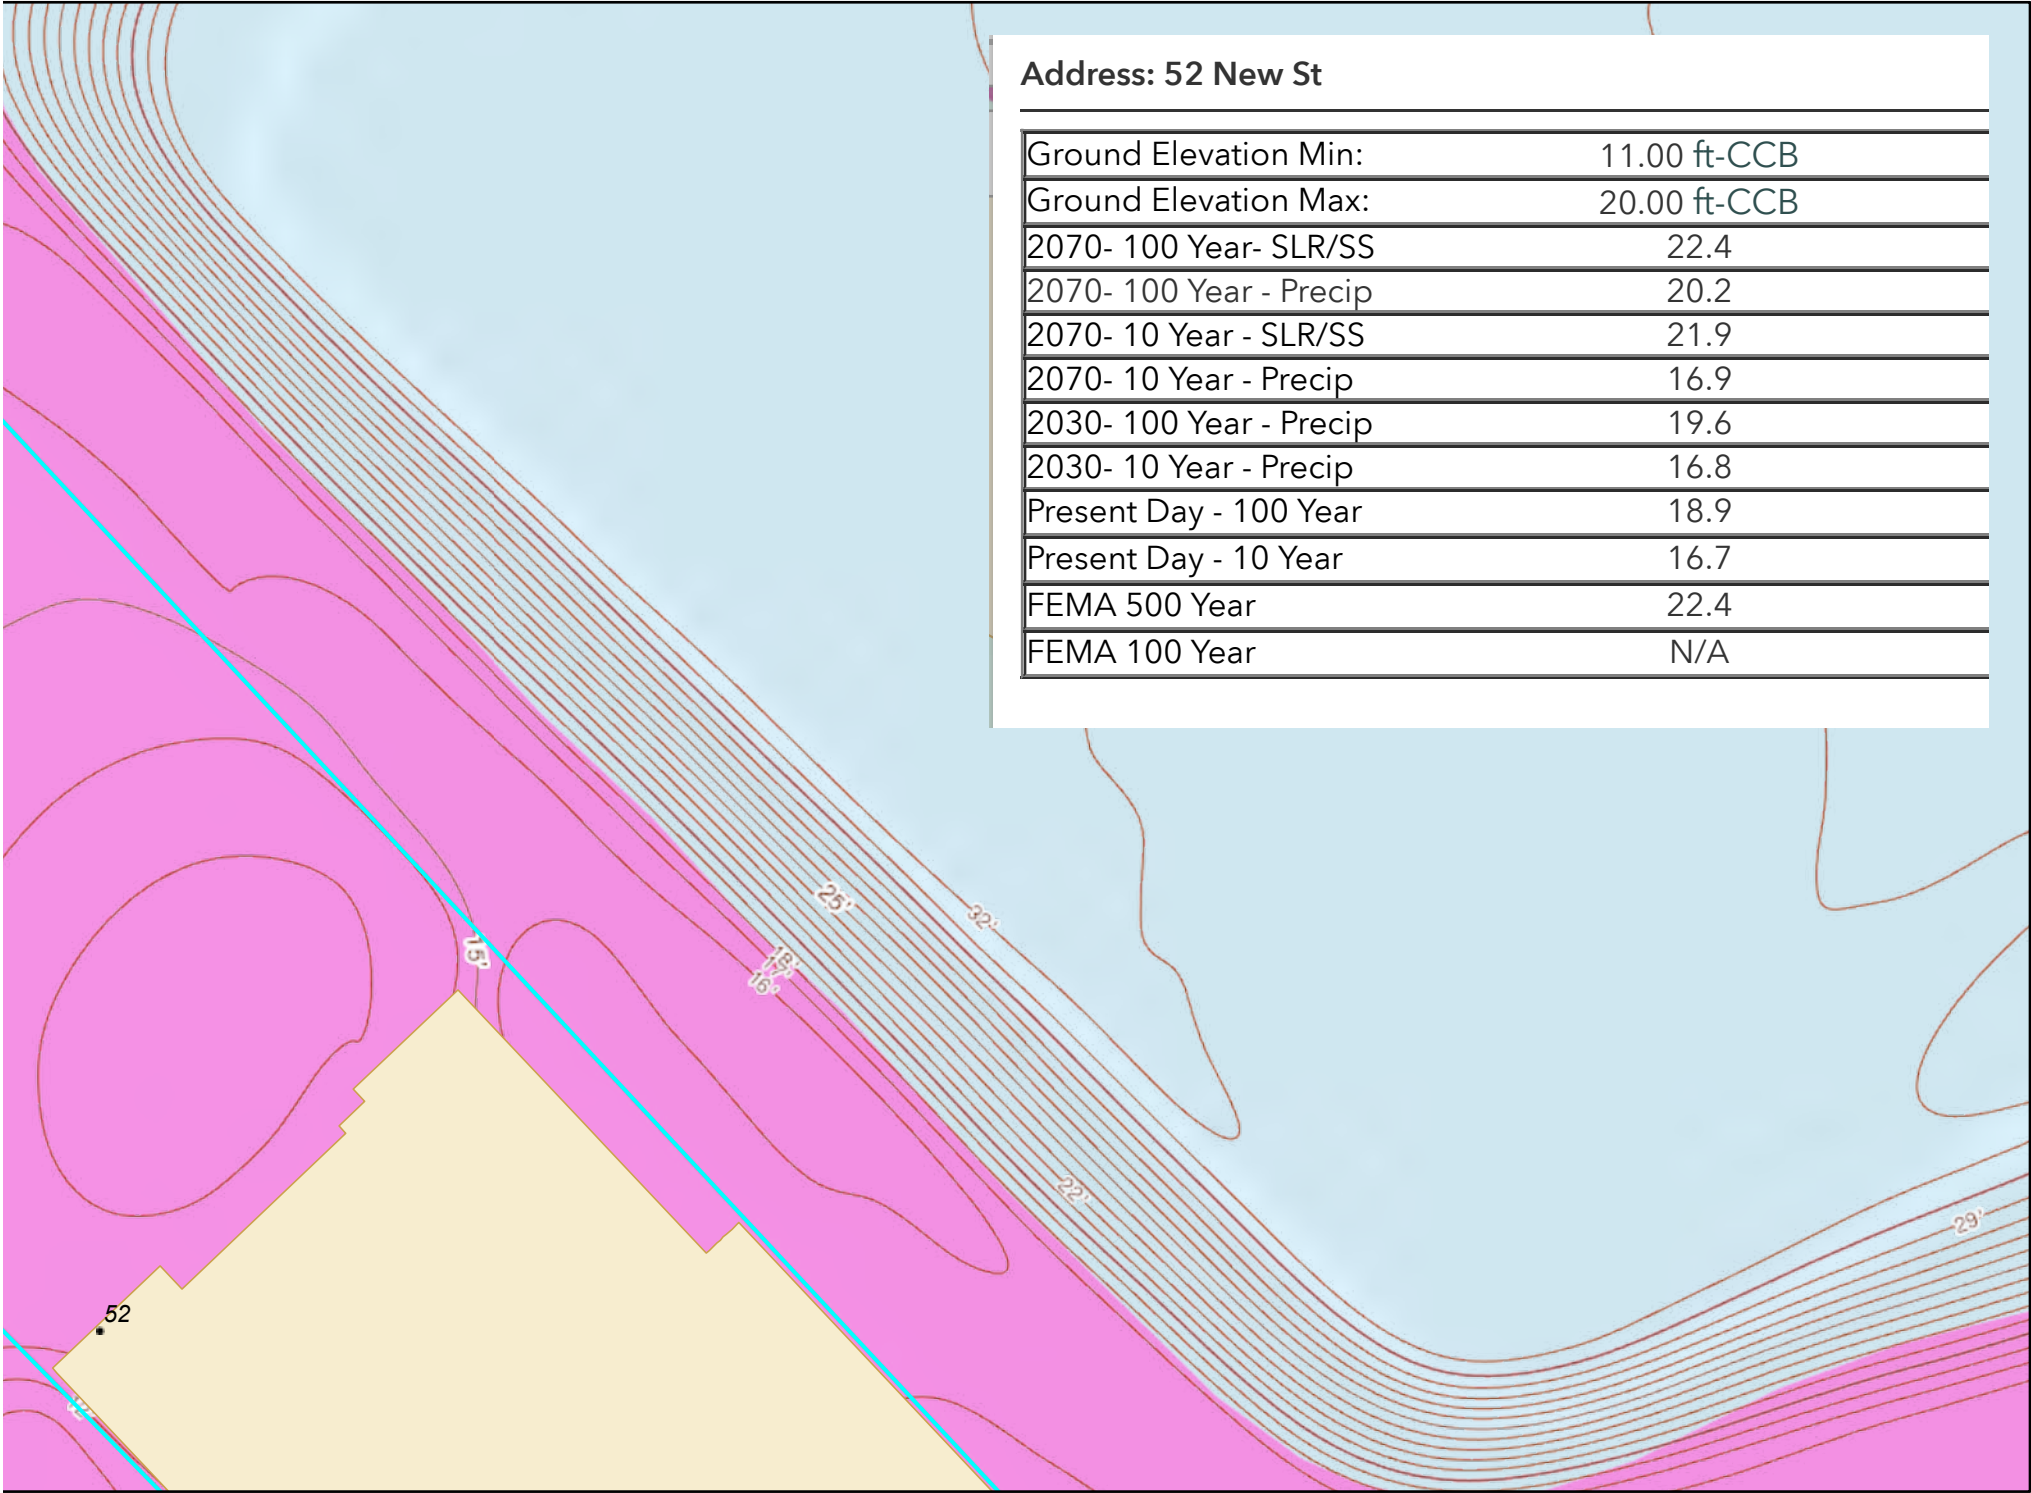 Address: 52 New St
Ground Elevation Min: 11.00 ft-CCB
Ground Elevation Max: 20.00 ft-CCB
2070- 100 Year- SLR/SS 22.4
2070- 100 Year - Precip 20.2
2070- 10 Year - SLR/SS 21.9
2070- 10 Year - Precip 16.9
2030- 100 Year - Precip 19.6
2030- 10 Year - Precip 16.8
Present Day - 100 Year 18.9
Present Day - 10 Year 16.7
FEMA 500 Year 22.4
FEMA 100 Year N/A
25'
32'
15'
18'
17'
16'
22'
29'
52